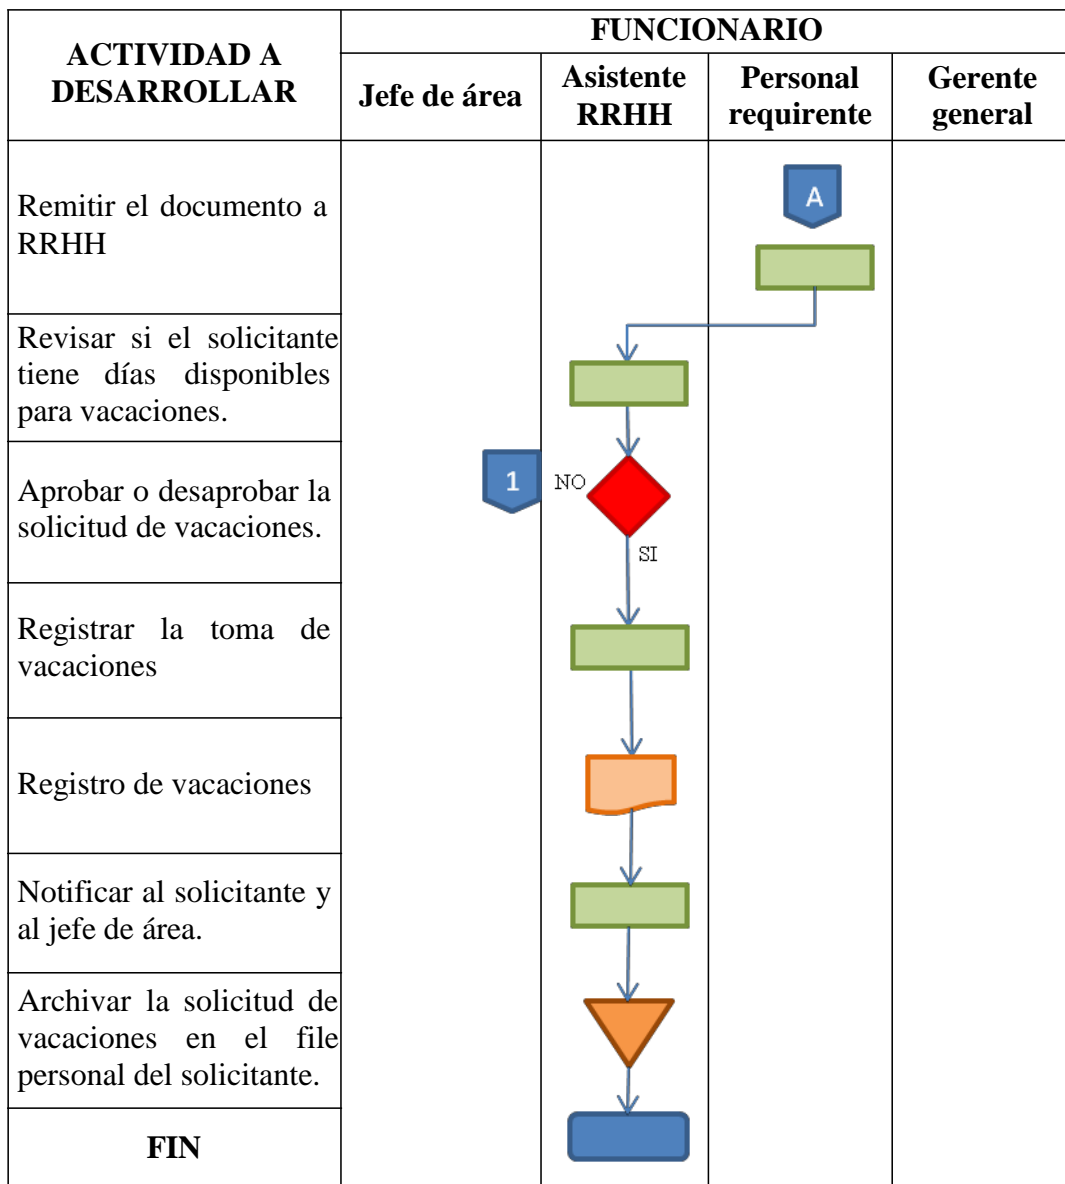 ACTIVIDAD A
DESARROLLAR
FUNCIONARIO
Jefe de área
Asistente
RRHH
Personal
requirente
Gerente
general
Remitir el documento a
RRHH
A
Revisar si el solicitante
tiene días disponibles
para vacaciones.
Aprobar o desaprobar la
solicitud de vacaciones.
1
NO
SI
Registrar la toma de
vacaciones
Registro de vacaciones
Notificar al solicitante y
al jefe de área.
Archivar la solicitud de
vacaciones en el file
personal del solicitante.
FIN